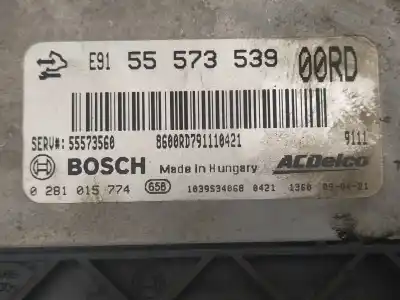 E91 55 573 539 00RD
SERV#: 55573560 8600RD791110421 9111
BOSCH Made in Hungary ACDelco
0 281 015 774 65B 1039S34068 0421 1360 09-04-21